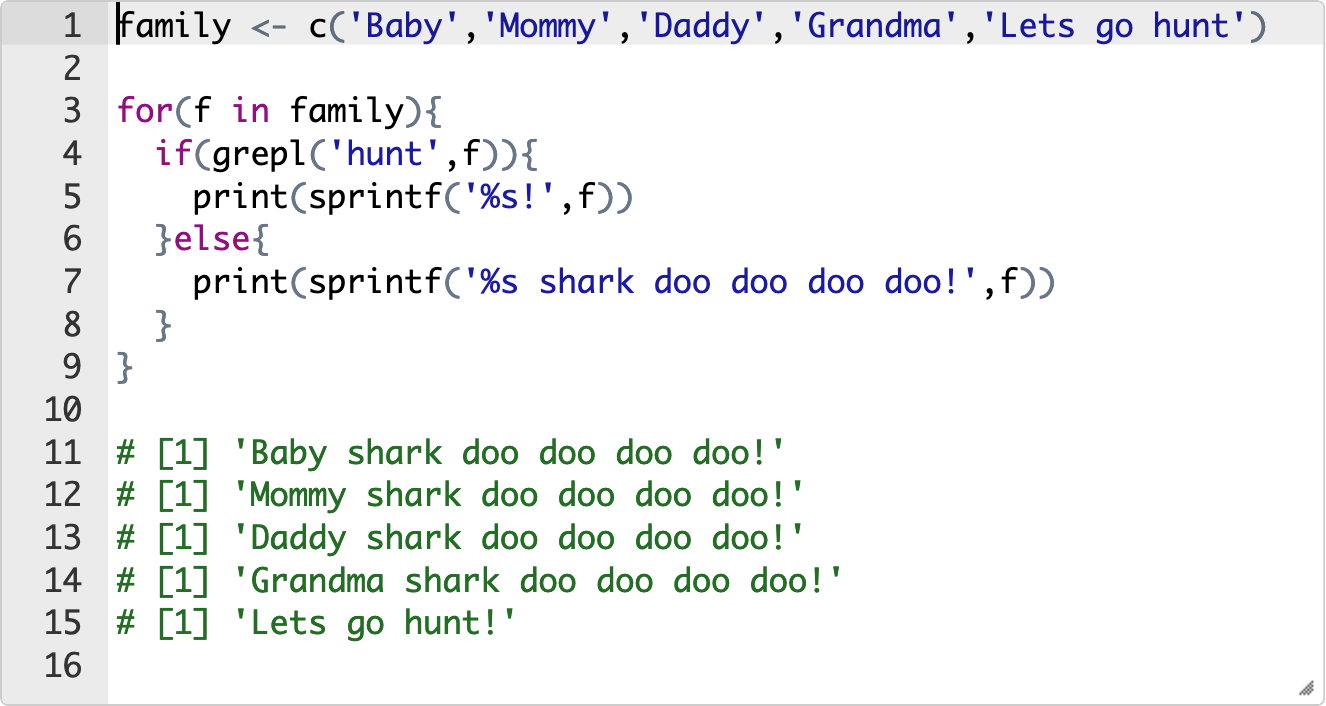 1 family <- c('Baby','Mommy','Daddy','Grandma','Lets go hunt')
2
3 for(f in family){
4   if(grepl('hunt',f)){
5     print(sprintf('%s!',f))
6   }else{
7     print(sprintf('%s shark doo doo doo doo!',f))
8   }
9 }
10
11 # [1] 'Baby shark doo doo doo doo!'
12 # [1] 'Mommy shark doo doo doo doo!'
13 # [1] 'Daddy shark doo doo doo doo!'
14 # [1] 'Grandma shark doo doo doo doo!'
15 # [1] 'Lets go hunt!'
16